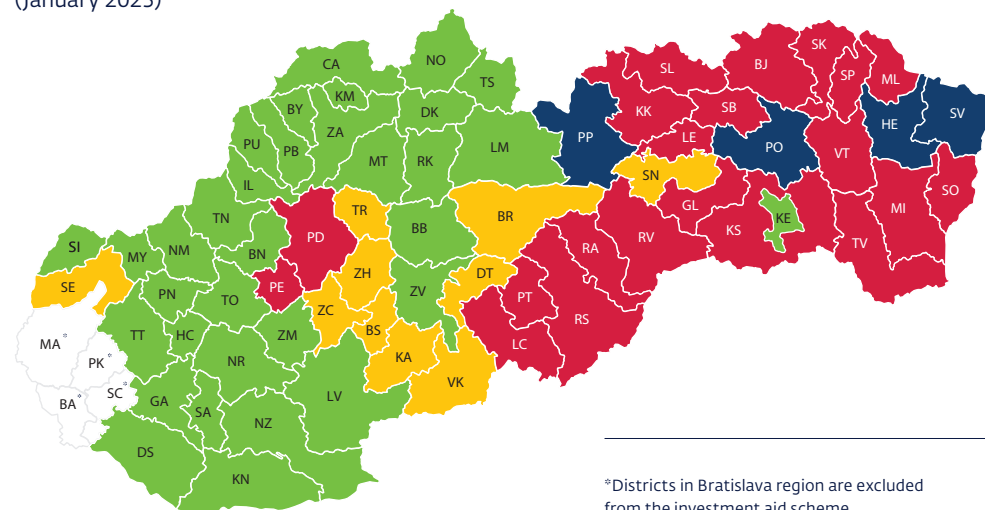 (January 2025)
CA
NO
TS
BY
KM
DK
ZA
PU
PB
MT
RK
LM
IL
TN
TR
BB
BR
PD
SI
MY
NM
BN
ZH
SE
PN
TO
PE
ZV
DT
ZC
BS
MA*
PK*
TT
HC
NR
ZM
KA
BA*
SC*
GA
SA
NZ
LV
VK
DS
KN
PP
SL
BJ
SK
SP
ML
KK
SB
HE
SV
LE
PO
VT
SN
GL
KE
MI
SO
RA
RV
KS
TV
PT
RS
LC
*Districts in Bratislava region are excluded
from the investment aid scheme